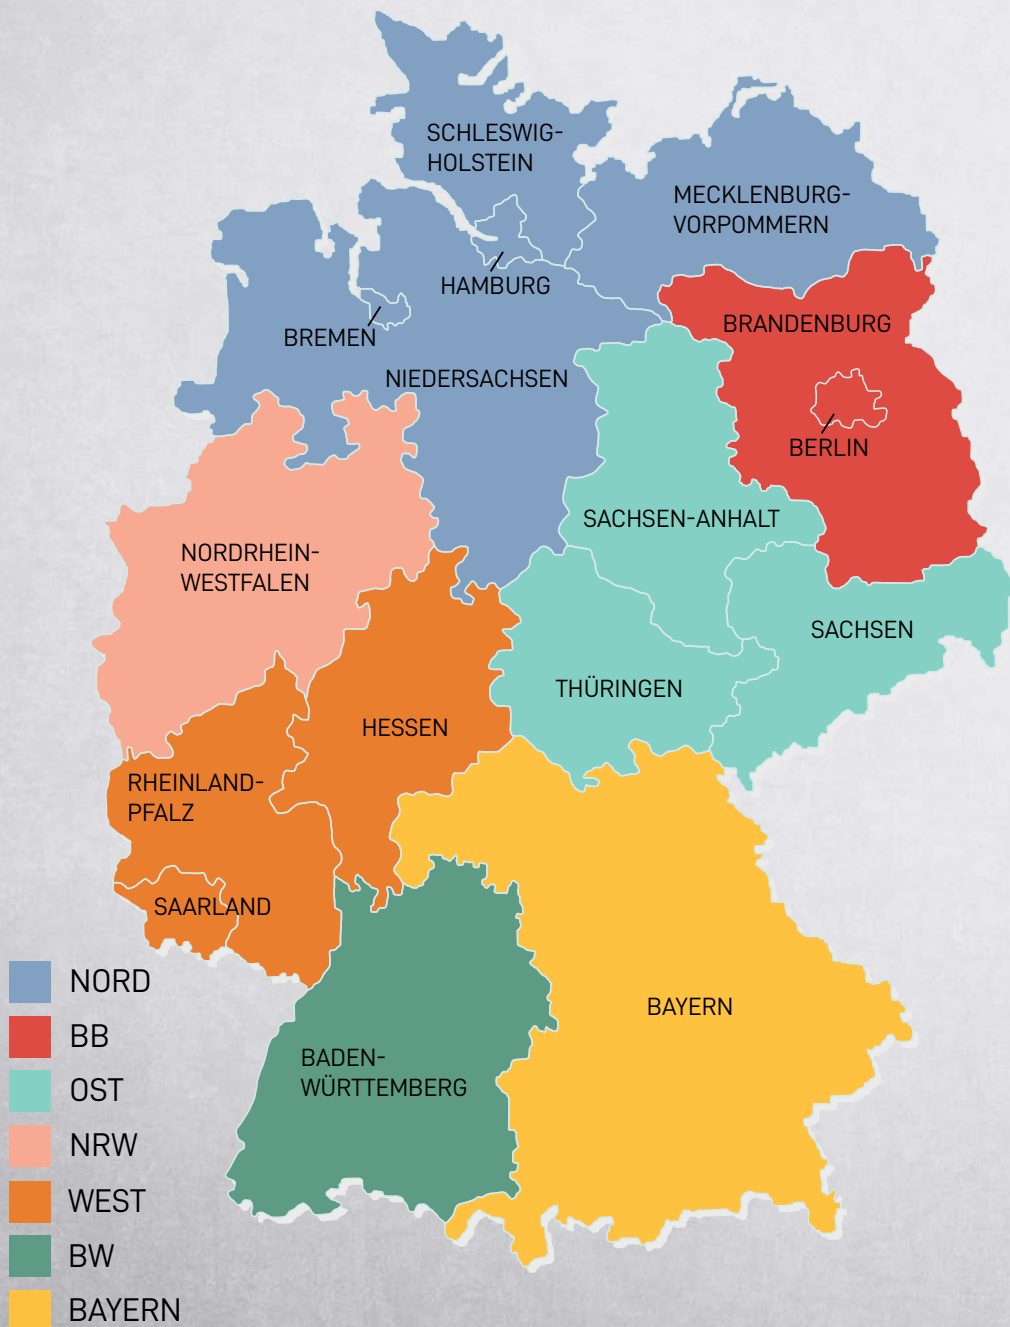 SCHLESWIG-
HOLSTEIN
MECKLENBURG-
VORPOMMERN
HAMBURG
BREMEN
BRANDENBURG
NIEDERSACHSEN
BERLIN
SACHSEN-ANHALT
NORDRHEIN-
WESTFALEN
SACHSEN
THÜRINGEN
HESSEN
RHEINLAND-
PFALZ
SAARLAND
BAYERN
BADEN-
WÜRTTEMBERG
NORD
BB
OST
NRW
WEST
BW
BAYERN